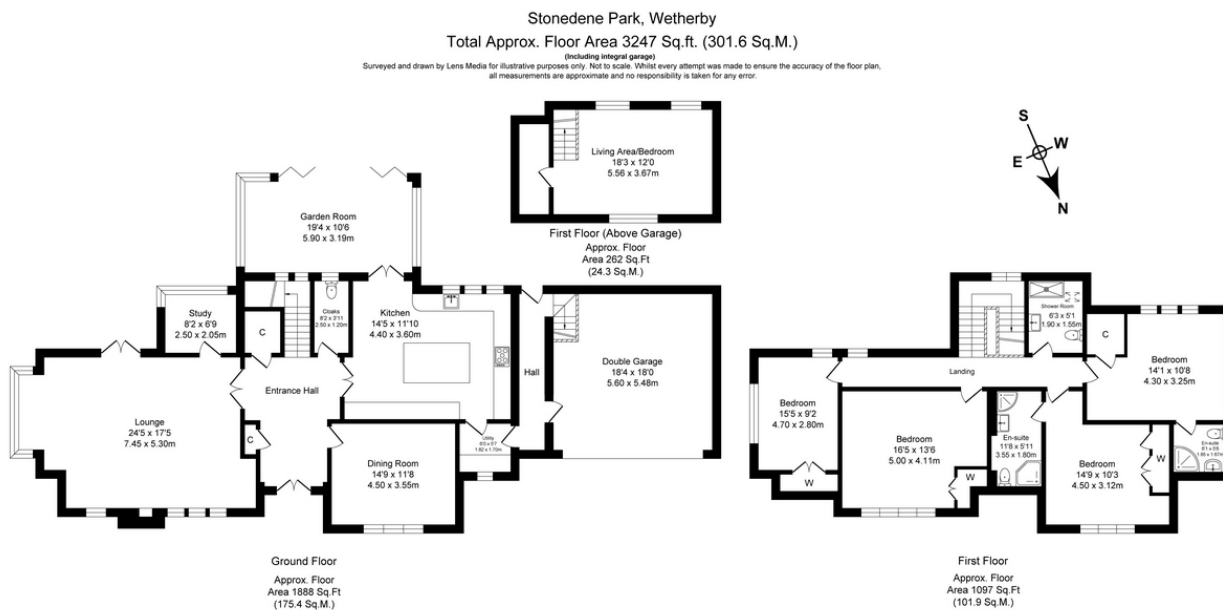 Stonedene Park, Wetherby
Total Approx. Floor Area 3247 Sq.ft. (301.6 Sq.M.)
(Including integral garage)
Surveyed and drawn by Lens Media for illustrative purposes only. Not to scale. Whilst every attempt was made to ensure the accuracy of the floor plan,
all measurements are approximate and no responsibility is taken for any error.
S
W
E
N
Living Area/Bedroom
18'3 x 12'0
5.56 x 3.67m
First Floor (Above Garage)
Approx. Floor
Area 262 Sq.Ft
(24.3 Sq.M.)
Garden Room
19'4 x 10'6
5.90 x 3.19m
Study
8'2 x 6'9
2.50 x 2.05m
C
Cloaks
8'2 x 3'11
2.50 x 1.20m
Kitchen
14'5 x 11'10
4.40 x 3.60m
Hall
Double Garage
18'4 x 18'0
5.60 x 5.48m
Entrance Hall
Lounge
24'5 x 17'5
7.45 x 5.30m
C
Dining Room
14'9 x 11'8
4.50 x 3.55m
Utility
Ground Floor
Approx. Floor
Area 1888 Sq.Ft
(175.4 Sq.M.)
Shower Room
6'3 x 5'1
1.90 x 1.55m
C
Bedroom
14'1 x 10'8
4.30 x 3.25m
Landing
Bedroom
15'5 x 9'2
4.70 x 2.80m
W
Bedroom
16'5 x 13'6
5.00 x 4.11m
W
En-suite
11'8 x 5'11
3.55 x 1.80m
Bedroom
14'9 x 10'3
4.50 x 3.12m
W
En-suite
First Floor
Approx. Floor
Area 1097 Sq.Ft
(101.9 Sq.M.)